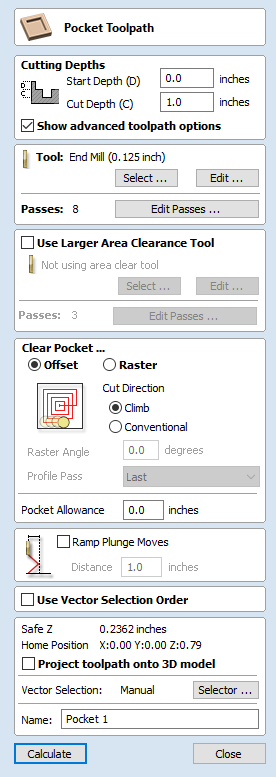 Pocket Toolpath
Cutting Depths
Start Depth (D) 0.0 inches
Cut Depth (C) 1.0 inches
Show advanced toolpath options
Tool: End Mill (0.125 inch)
Select ... Edit ...
Passes: 8 Edit Passes ...
Use Larger Area Clearance Tool
Not using area clear tool
Select ... Edit ...
Passes: 3 Edit Passes ...
Clear Pocket ...
Offset Raster
Cut Direction
Climb
Conventional
Raster Angle 0.0 degrees
Profile Pass Last
Pocket Allowance 0.0 inches
Ramp Plunge Moves
Distance 1.0 inches
Use Vector Selection Order
Safe Z 0.2362 inches
Home Position X:0.00 Y:0.00 Z:0.79
Project toolpath onto 3D model
Vector Selection: Manual Selector ...
Name: Pocket 1
Calculate Close